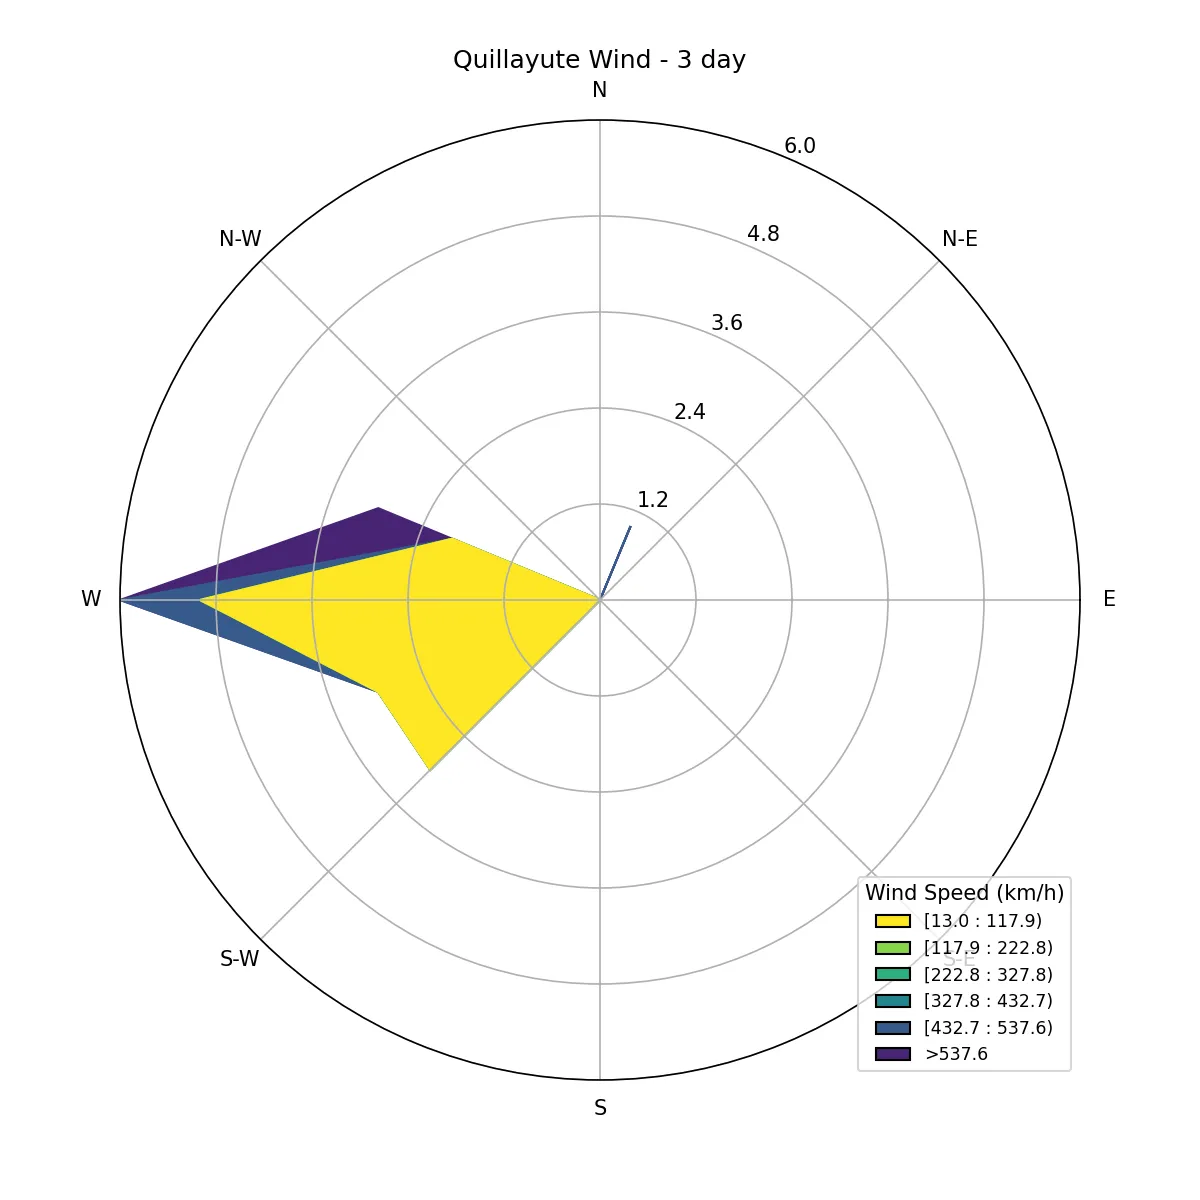 Quillayute Wind - 3 day
N
6.0
N-W
N-E
4.8
3.6
2.4
1.2
W
E
S-W
S-E
S
Wind Speed (km/h)
[13.0 : 117.9)
[117.9 : 222.8)
[222.8 : 327.8)
[327.8 : 432.7)
[432.7 : 537.6)
>537.6